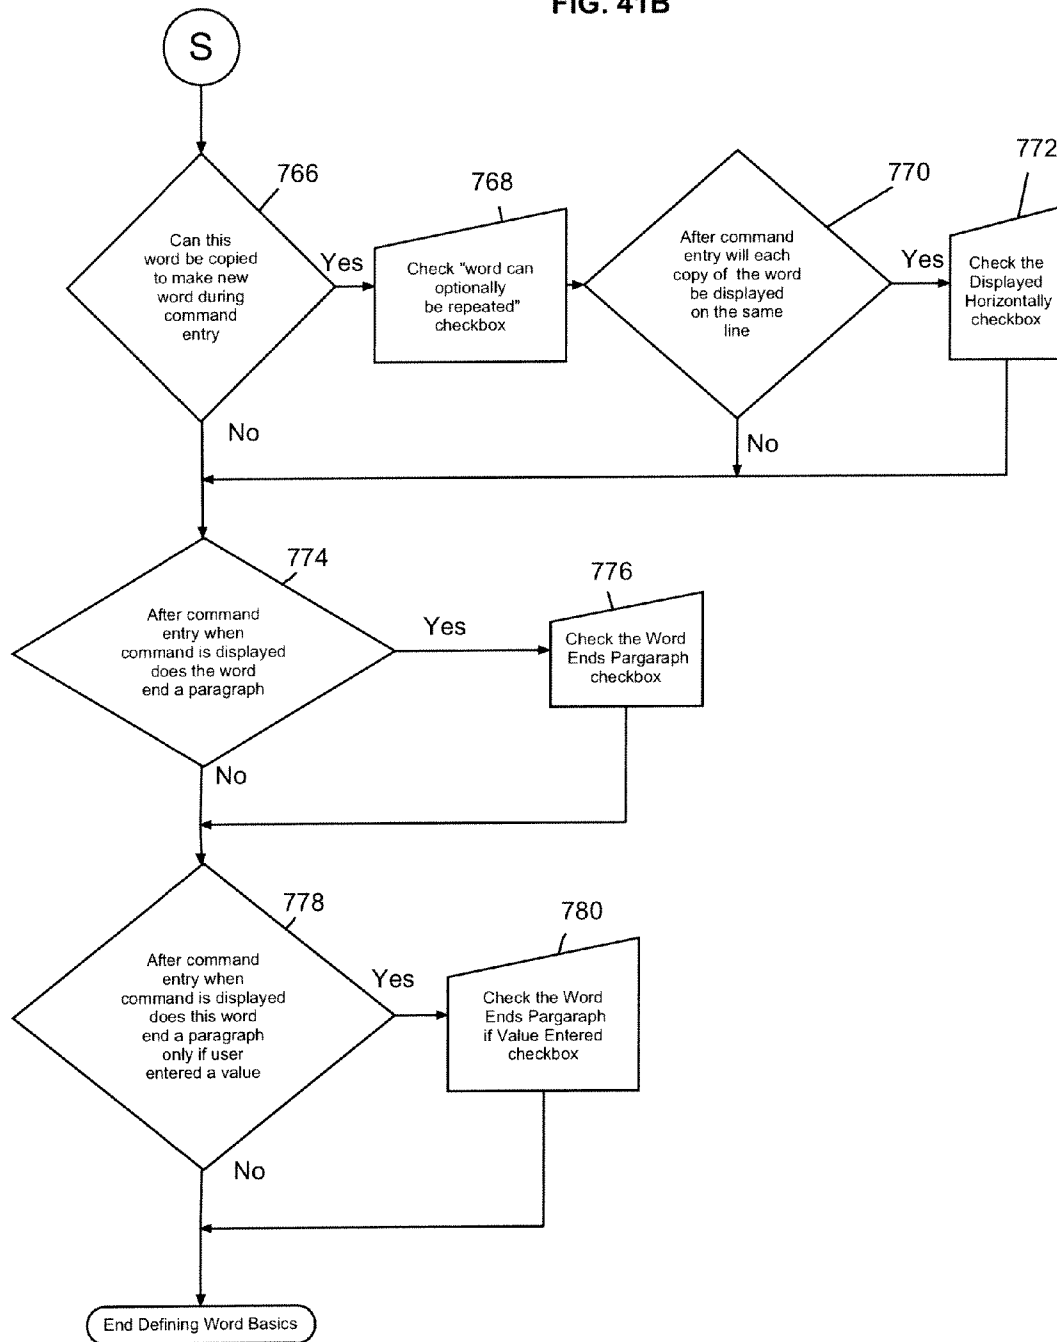 FIG. 41B
S
766
Can this
word be copied
to make new
word during
command
entry
Yes
768
Check "word can
optionally
be repeated"
checkbox
770
After command
entry will each
copy of the word
be displayed
on the same
line
Yes
772
Check the
Displayed
Horizontally
checkbox
No
No
774
After command
entry when
command is displayed
does the word
end a paragraph
Yes
776
Check the Word
Ends Pargaraph
checkbox
No
778
After command
entry when
command is displayed
does this word
end a paragraph
only if user
entered a value
Yes
780
Check the Word
Ends Pargaraph
if Value Entered
checkbox
No
End Defining Word Basics